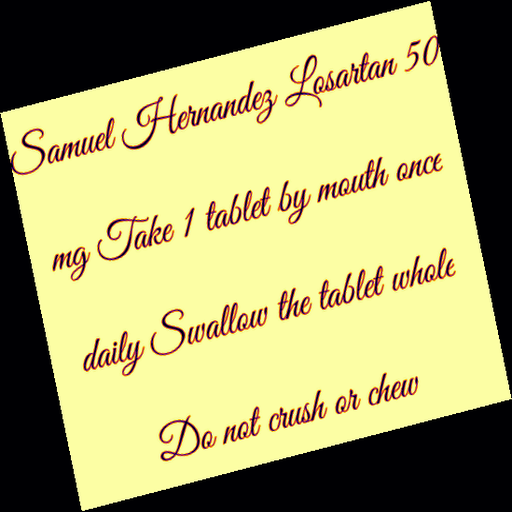 Samuel Hernandez Losartan 50
mg Take 1 tablet by mouth once
daily Swallow the tablet whole
Do not crush or chew